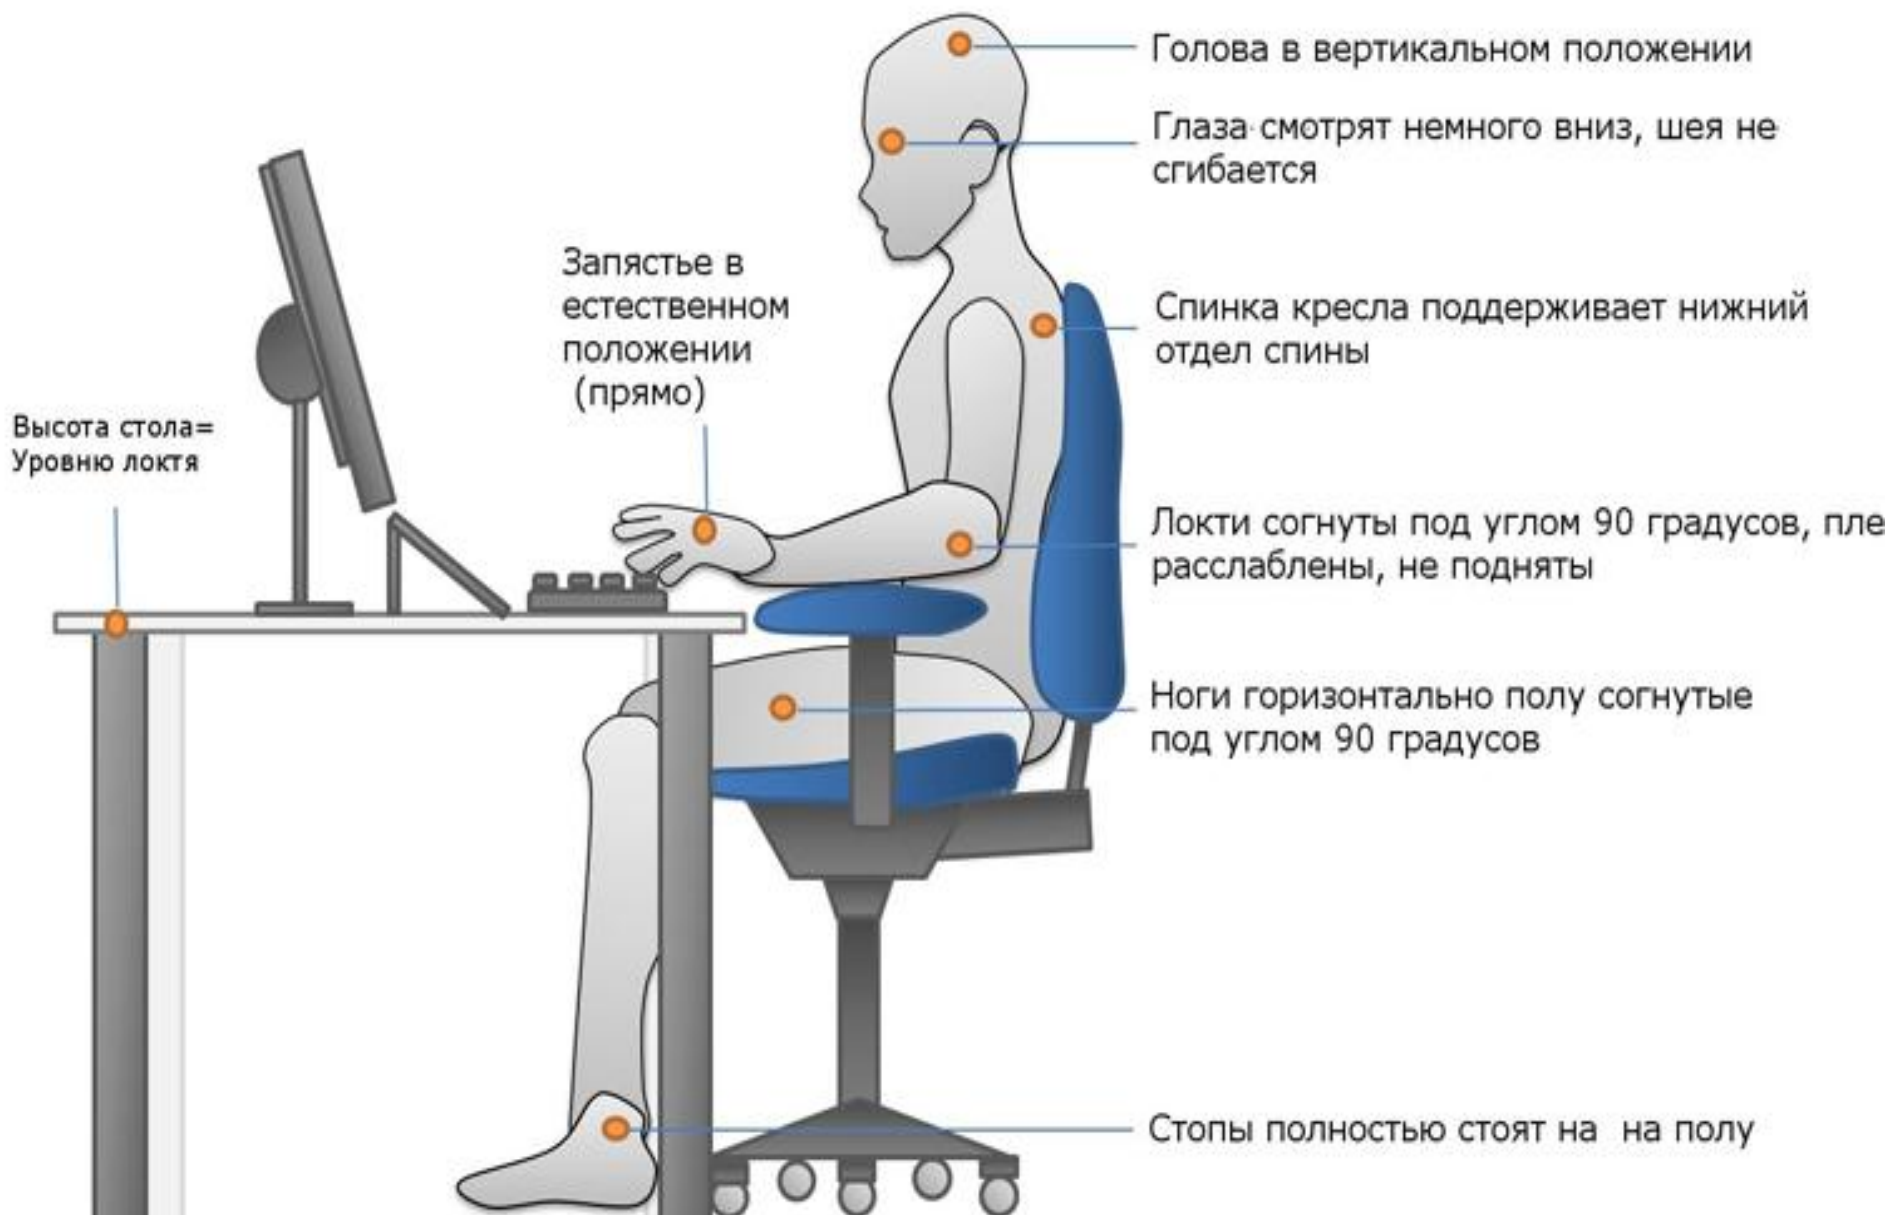 Голова в вертикальном положении
Глаза смотрят немного вниз, шея не
сгибается
Запястье в
естественном
положении
(прямо)
Спинка кресла поддерживает нижний
отдел спины
Высота стола=
Уровню локтя
Локти согнуты под углом 90 градусов, пле
расслаблены, не подняты
Ноги горизонтально полу согнутые
под углом 90 градусов
Стопы полностью стоят на на полу